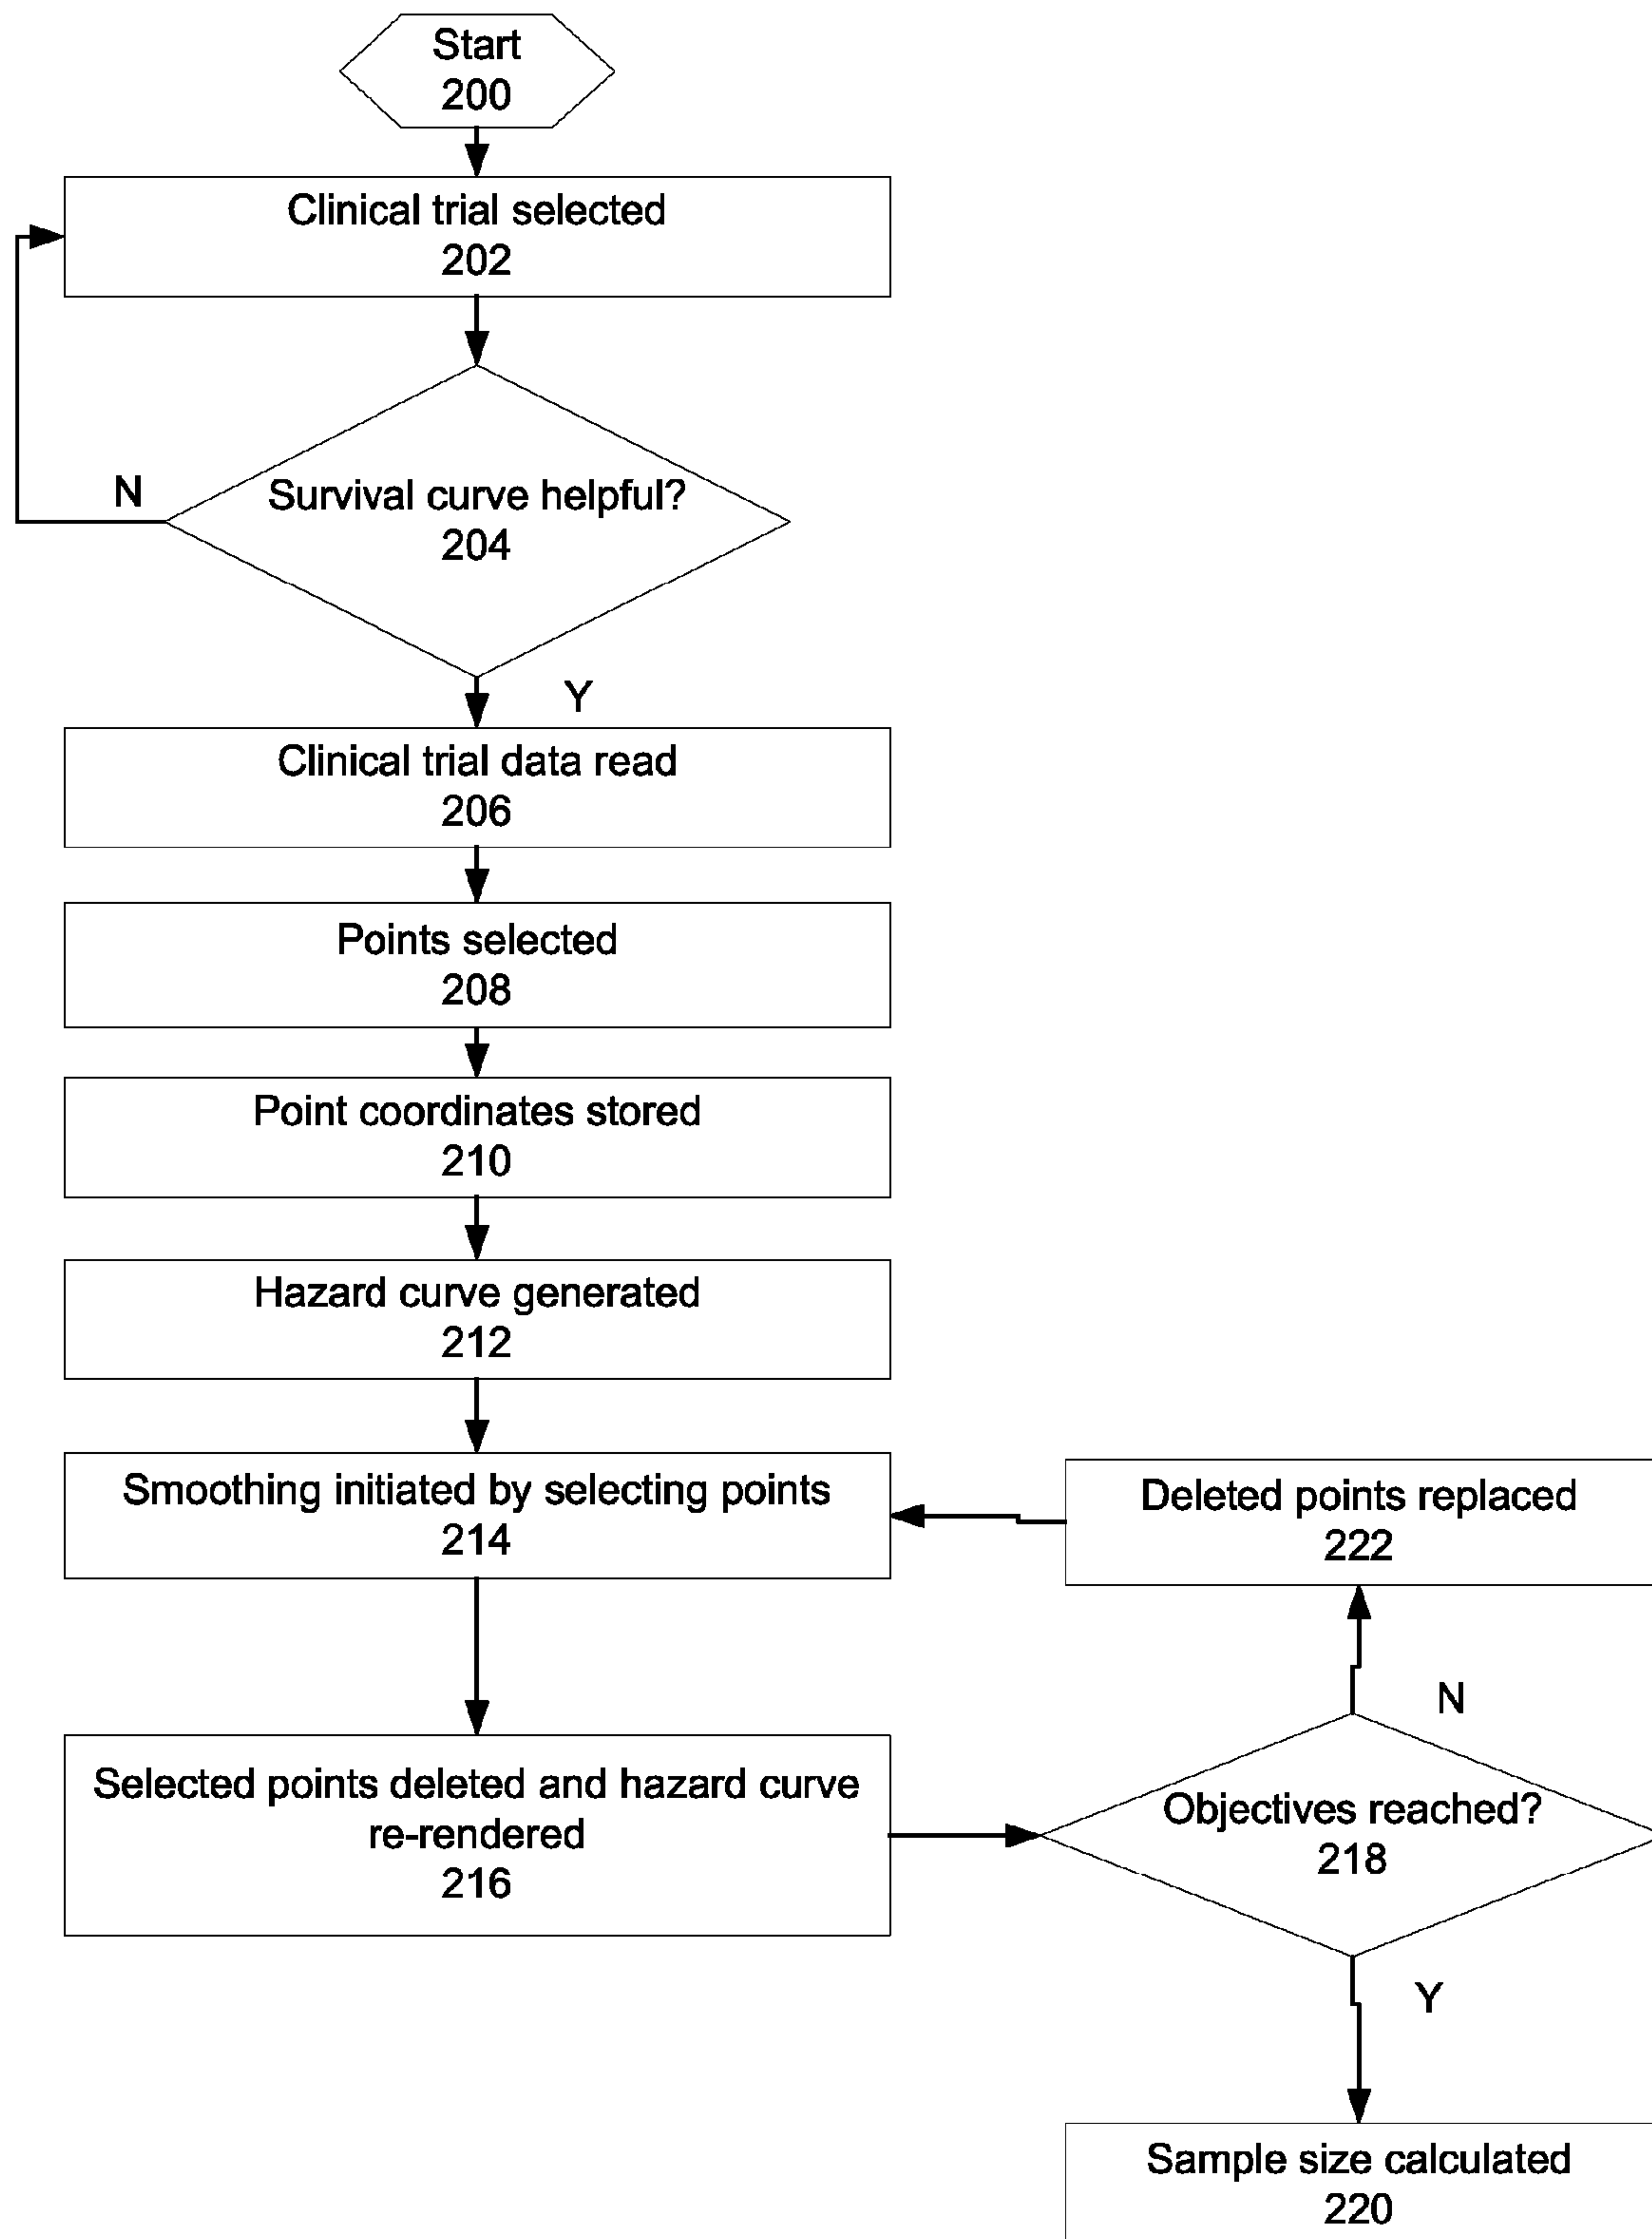 Start
200
Clinical trial selected
202
N
Survival curve helpful?
204
Y
Clinical trial data read
206
Points selected
208
Point coordinates stored
210
Hazard curve generated
212
Smoothing initiated by selecting points
214
Deleted points replaced
222
N
Selected points deleted and hazard curve
re-rendered
216
Objectives reached?
218
Y
Sample size calculated
220